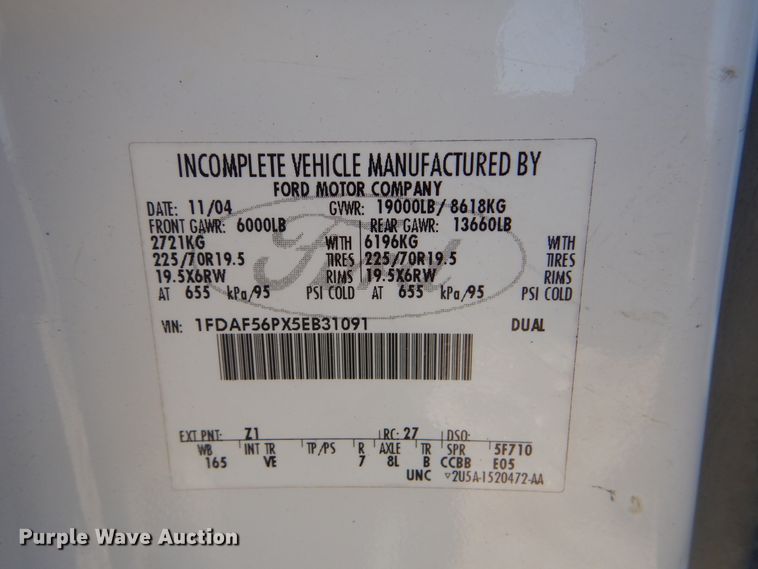 INCOMPLETE VEHICLE MANUFACTURED BY
FORD MOTOR COMPANY
DATE: 11/04 GVWR: 19000LB/ 8618KG
FRONT GAWR: 6000LB REAR GAWR: 13660LB
2721KG WITH 6196KG WITH
225/70R19.5 TIRES 225/70R19.5 TIRES
19.5X6RW RIMS 19.5X6RW RIMS
AT 655 kPa/95 PSI COLD AT 655 kPa/95 PSI COLD
VIN: 1FDAF56PX5EB31091 DUAL
Ford
EXT PNT: Z1 RC: 27 DSO:
WB INT TR TP/PS R AXLE TR SPR 5F710
165 VE 7 8L B CCBB E05
UNC ▽2U5A-1520472-AA
Purple Wave Auction